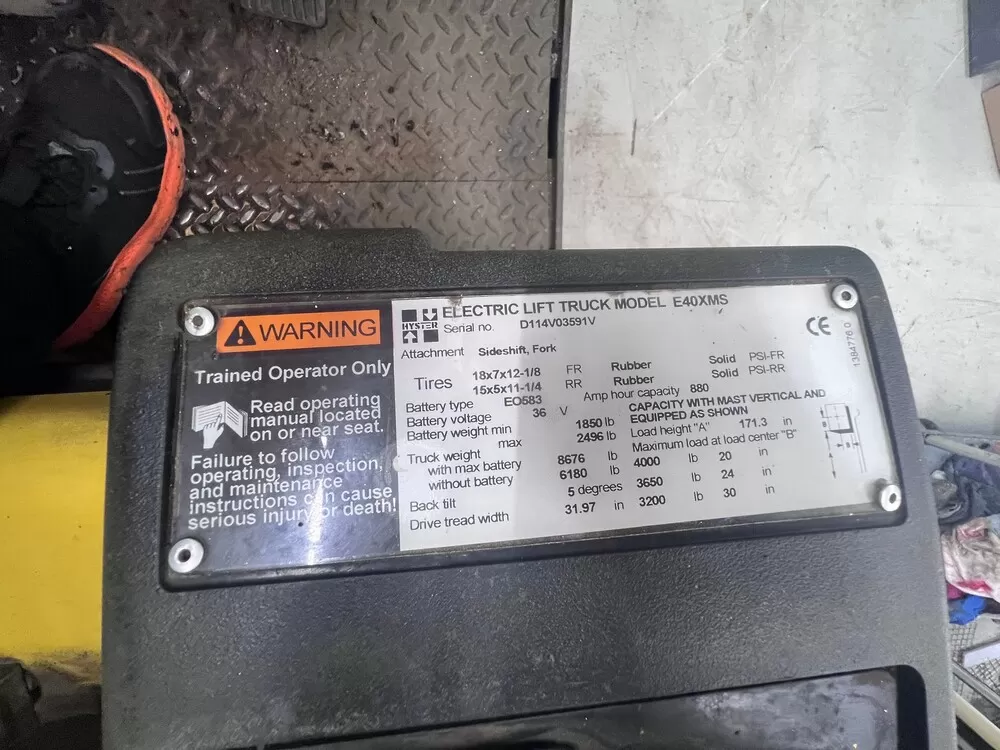 WARNING
Trained Operator Only
Read operating
manual located
on or near seat.
Failure to follow
operating, inspection,
and maintenance
instructions can cause
serious injury or death!
HYSTER
ELECTRIC LIFT TRUCK MODEL E40XMS
Serial no. D114V03591V
CE
1384776 0
Attachment Sideshift, Fork
Tires 18x7x12-1/8 FR Rubber Solid PSI-FR
15x5x11-1/4 RR Rubber Solid PSI-RR
Battery type EO583 Amp hour capacity 880
Battery voltage 36 V
Battery weight min 1850 lb
max 2496 lb
CAPACITY WITH MAST VERTICAL AND
EQUIPPED AS SHOWN
Load height "A" 171.3 in
Maximum load at load center "B"
Truck weight
with max battery 8676 lb 4000 lb 20 in
without battery 6180 lb 3650 lb 24 in
Back tilt 5 degrees 3200 lb 30 in
Drive tread width 31.97 in